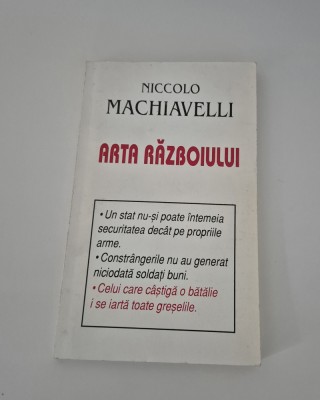 NICCOLO
MACHIAVELLI
ARTA RĂZBOIULUI
• Un stat nu-și poate întemeia
securitatea decât pe propriile
arme.
• Constrângerile nu au generat
niciodată soldați buni.
• Celui care câștigă o bătălie
i se iartă toate greșelile.